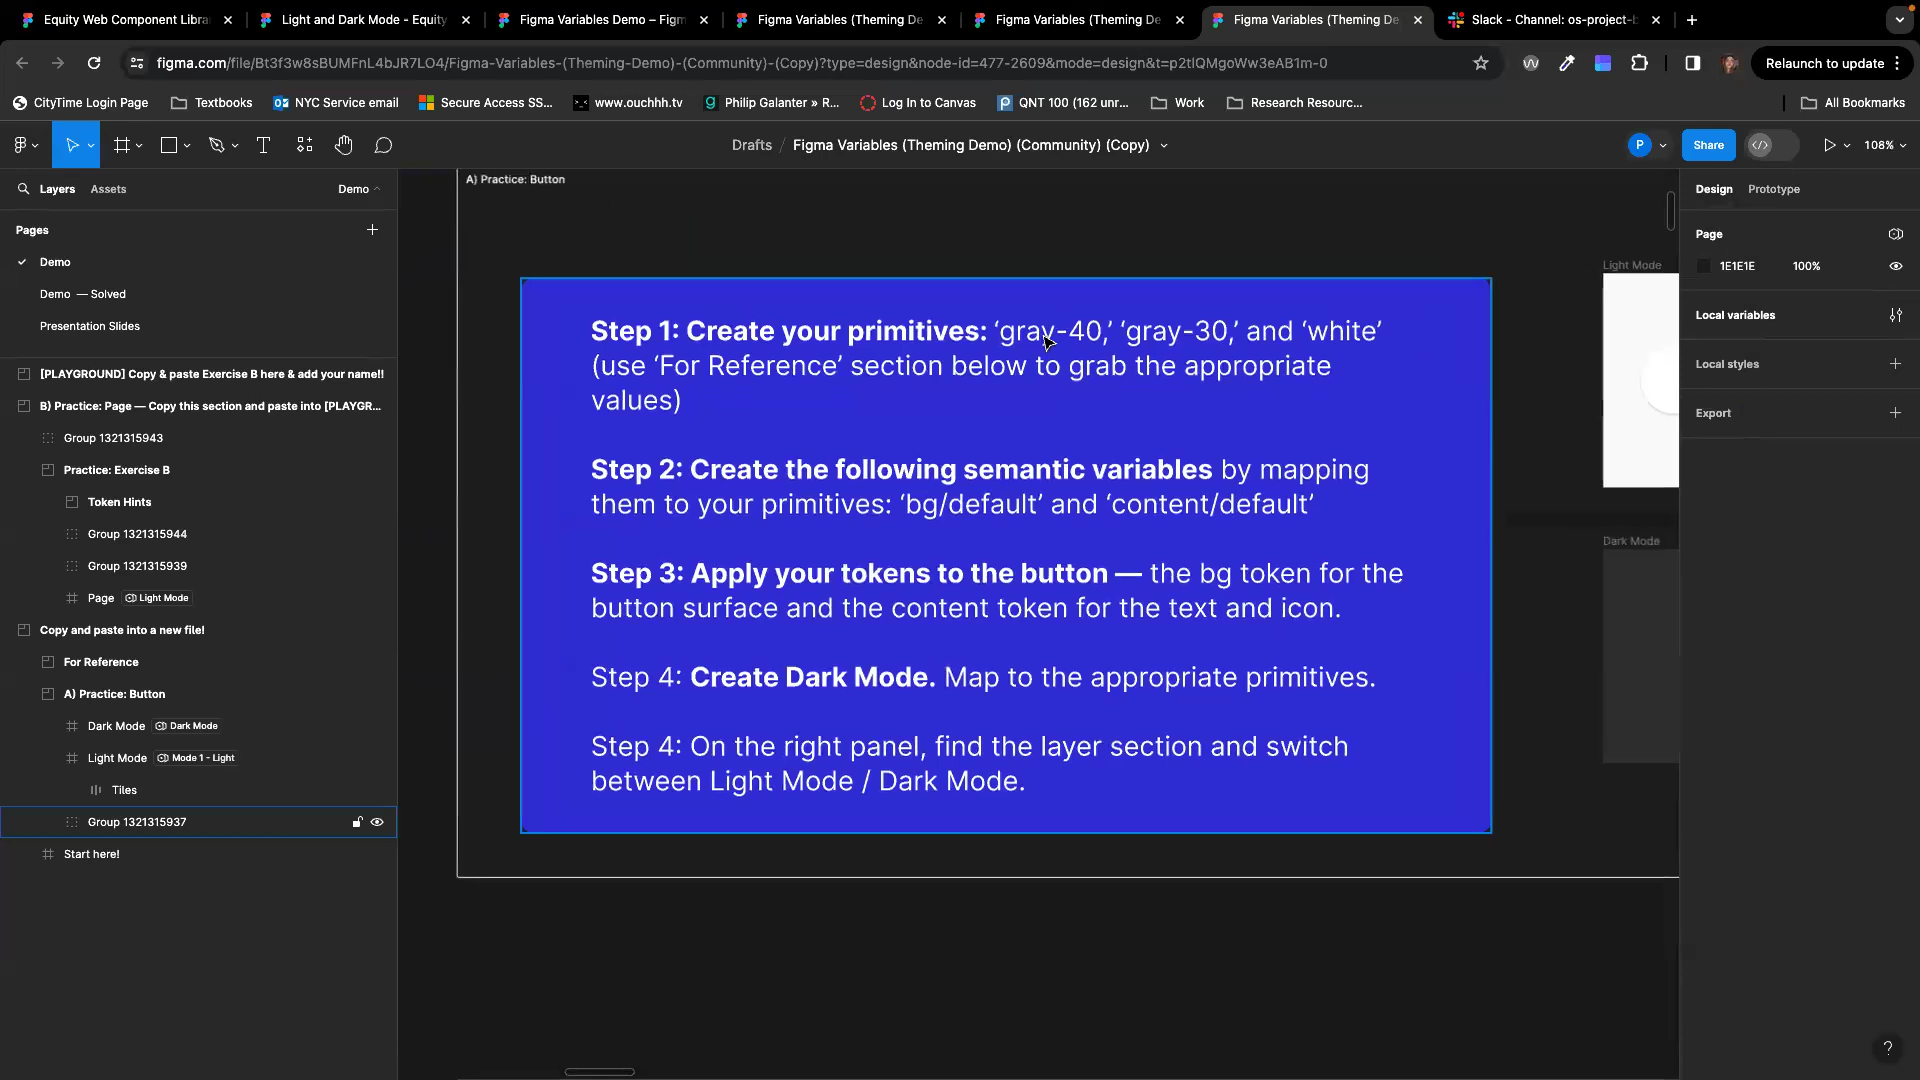 Equity Web Component Libra
Light and Dark Mode - Equity
Figma Variables Demo – Figm
Figma Variables (Theming De
Figma Variables (Theming De
Figma Variables (Theming De
Slack - Channel: os-project-b
figma.com/file/Bt3f3w8sBUMFnL4bJR7LO4/Figma-Variables-(Theming-Demo)-(Community)-(Copy)?type=design&node-id=477-2609&mode=design&t=p2tIQMgoWw3eAB1m-0
Relaunch to update
CityTime Login Page
Textbooks
NYC Service email
Secure Access SS...
www.ouchhh.tv
Philip Galanter » R...
Log In to Canvas
QNT 100 (162 unr...
Work
Research Resourc...
All Bookmarks
Drafts / Figma Variables (Theming Demo) (Community) (Copy)
P
Share
108%
Layers
Assets
Demo
Pages
Demo
Demo — Solved
Presentation Slides
[PLAYGROUND] Copy & paste Exercise B here & add your name!!
B) Practice: Page — Copy this section and paste into [PLAYGR...
Group 1321315943
Practice: Exercise B
Token Hints
Group 1321315944
Group 1321315939
Page Light Mode
Copy and paste into a new file!
For Reference
A) Practice: Button
Dark Mode Dark Mode
Light Mode Mode 1 - Light
Tiles
Group 1321315937
Start here!
A) Practice: Button
Step 1: Create your primitives: ‘gray-40,’ ‘gray-30,’ and ‘white’
(use ‘For Reference’ section below to grab the appropriate
values)
Step 2: Create the following semantic variables by mapping
them to your primitives: ‘bg/default’ and ‘content/default’
Step 3: Apply your tokens to the button — the bg token for the
button surface and the content token for the text and icon.
Step 4: Create Dark Mode. Map to the appropriate primitives.
Step 4: On the right panel, find the layer section and switch
between Light Mode / Dark Mode.
Light Mode
Dark Mode
Design
Prototype
Page
1E1E1E
100%
Local variables
Local styles
Export
?